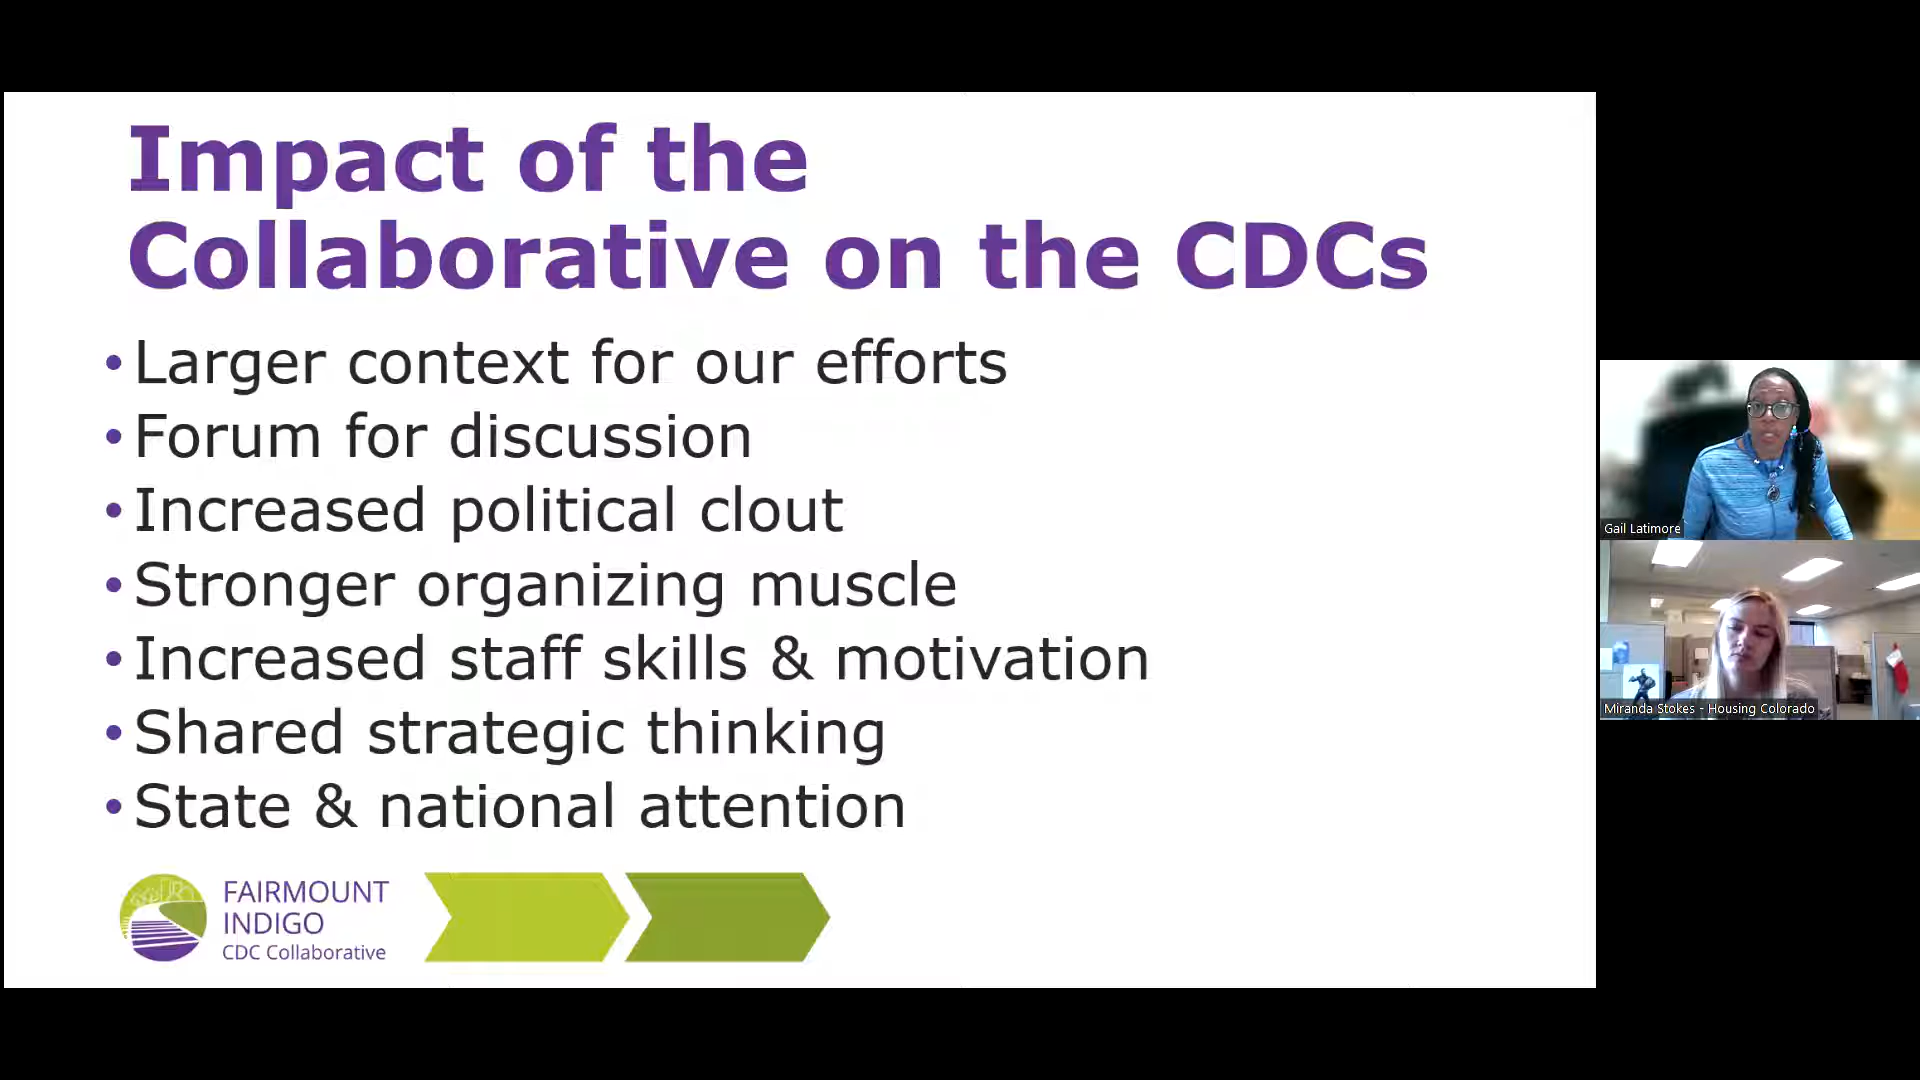 Impact of the
Collaborative on the CDCs
• Larger context for our efforts
• Forum for discussion
• Increased political clout
• Stronger organizing muscle
• Increased staff skills & motivation
• Shared strategic thinking
• State & national attention
FAIRMOUNT
INDIGO
CDC Collaborative
Gail Latimore
Miranda Stokes - Housing Colorado